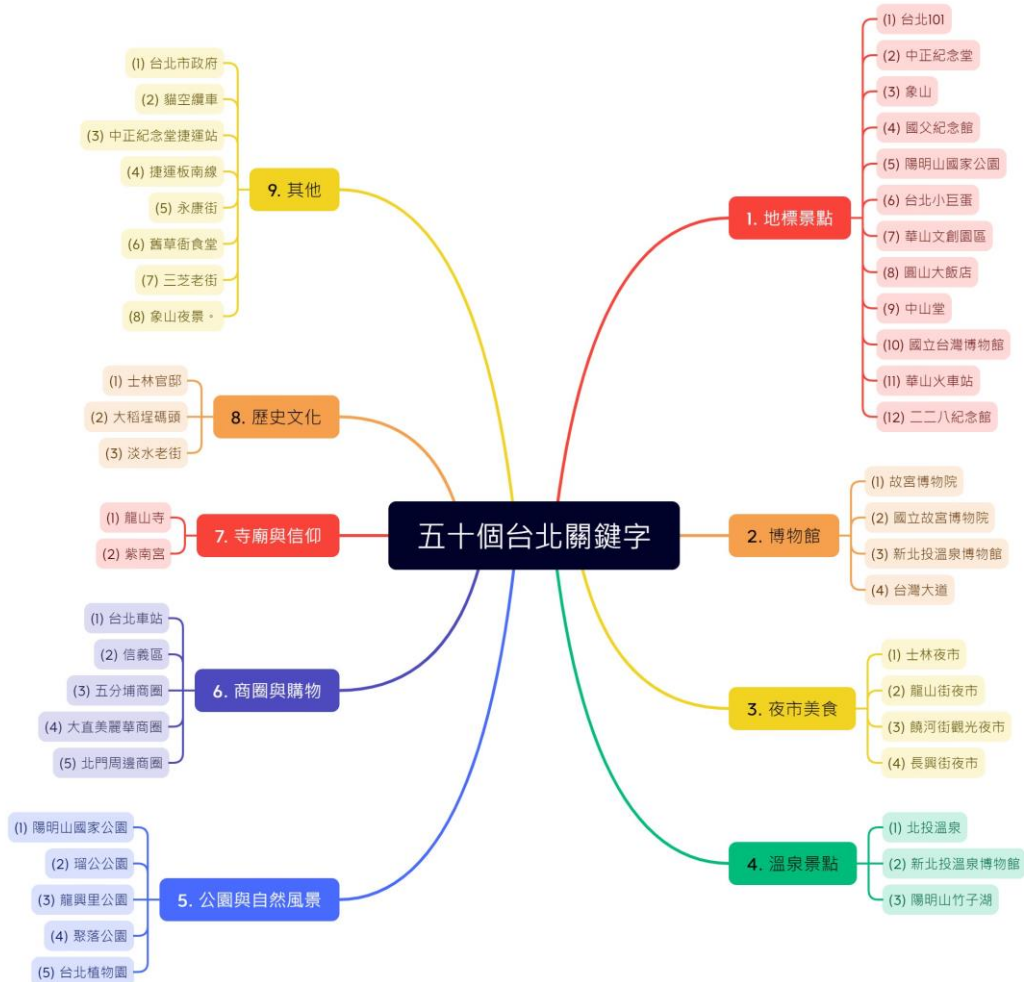 五十個台北關鍵字
1. 地標景點
(1) 台北101
(2) 中正紀念堂
(3) 象山
(4) 國父紀念館
(5) 陽明山國家公園
(6) 台北小巨蛋
(7) 華山文創園區
(8) 圓山大飯店
(9) 中山堂
(10) 國立台灣博物館
(11) 華山火車站
(12) 二二八紀念館
2. 博物館
(1) 故宮博物院
(2) 國立故宮博物院
(3) 新北投溫泉博物館
(4) 台灣大道
3. 夜市美食
(1) 士林夜市
(2) 龍山街夜市
(3) 饒河街觀光夜市
(4) 長興街夜市
4. 溫泉景點
(1) 北投溫泉
(2) 新北投溫泉博物館
(3) 陽明山竹子湖
5. 公園與自然風景
(1) 陽明山國家公園
(2) 瑠公公園
(3) 龍興里公園
(4) 聚落公園
(5) 台北植物園
6. 商圈與購物
(1) 台北車站
(2) 信義區
(3) 五分埔商圈
(4) 大直美麗華商圈
(5) 北門周邊商圈
7. 寺廟與信仰
(1) 龍山寺
(2) 紫南宮
8. 歷史文化
(1) 士林官邸
(2) 大稻埕碼頭
(3) 淡水老街
9. 其他
(1) 台北市政府
(2) 貓空纜車
(3) 中正紀念堂捷運站
(4) 捷運板南線
(5) 永康街
(6) 舊草衙食堂
(7) 三芝老街
(8) 象山夜景。